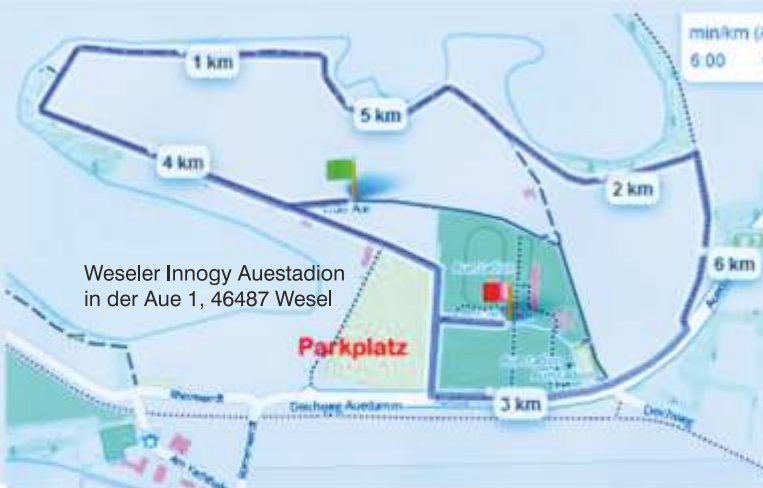 min/km (
6:00
1 km
5 km
4 km
2 km
6 km
Weseler Innogy Auestadion
in der Aue 1, 46487 Wesel
Parkplatz
3 km
Deichweg Auedamm
Deichweg